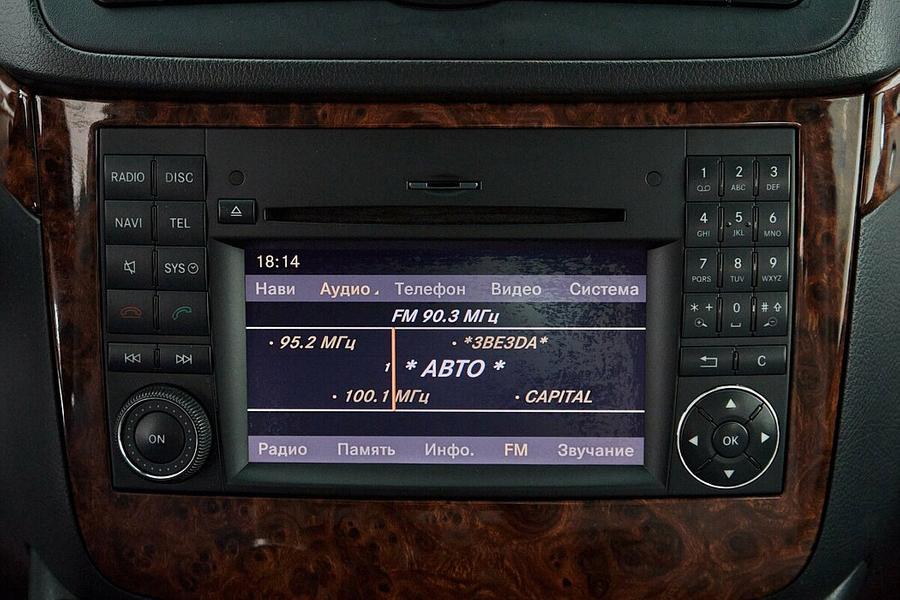 RADIO DISC
NAVI TEL
SYS
ON
18:14
Нави Аудио Телефон Видео Система
FM 90.3 МГц
• 95.2 МГц • *3BE3DA*
1 * АВТО *
• 100.1 МГц • CAPITAL
Радио Память Инфо. FM Звучание
1 2 3
ABC DEF
4 5 6
GHI JKL MNO
7 8 9
PQRS TUV WXYZ
* + 0 #
C
OK